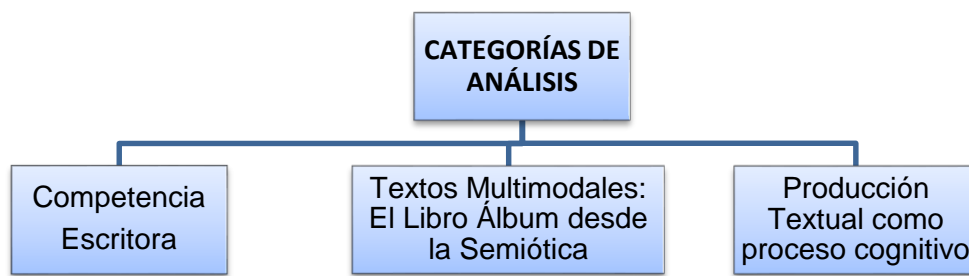 CATEGORÍAS DE
ANÁLISIS
Competencia
Escritora
Textos Multimodales:
El Libro Álbum desde
la Semiótica
Producción
Textual como
proceso cognitivo